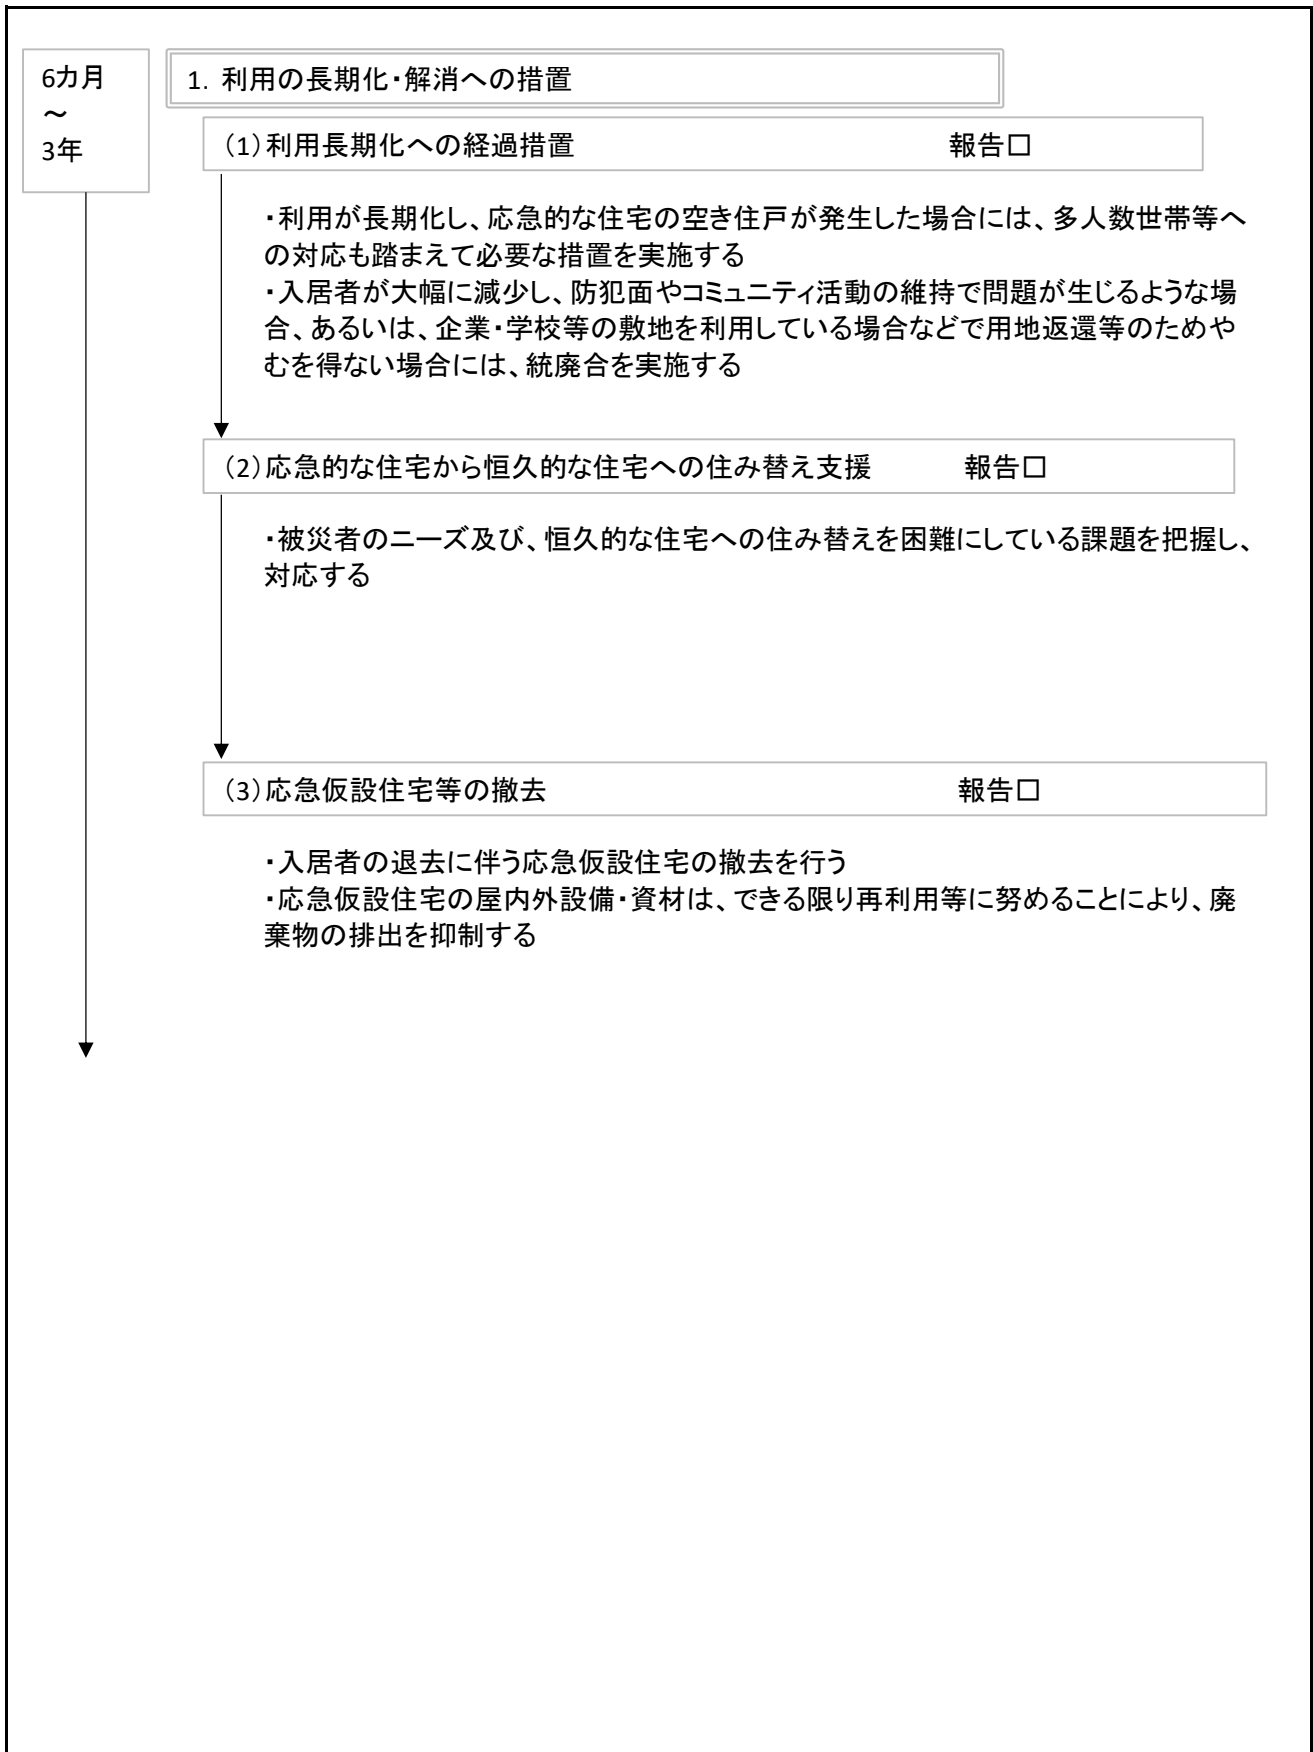 6カ月
～
3年
1. 利用の長期化・解消への措置
(1)利用長期化への経過措置 報告□
・利用が長期化し、応急的な住宅の空き住戸が発生した場合には、多人数世帯等へ
の対応も踏まえて必要な措置を実施する
・入居者が大幅に減少し、防犯面やコミュニティ活動の維持で問題が生じるような場
合、あるいは、企業・学校等の敷地を利用している場合などで用地返還等のためや
むを得ない場合には、統廃合を実施する
(2)応急的な住宅から恒久的な住宅への住み替え支援 報告□
・被災者のニーズ及び、恒久的な住宅への住み替えを困難にしている課題を把握し、
対応する
(3)応急仮設住宅等の撤去 報告□
・入居者の退去に伴う応急仮設住宅の撤去を行う
・応急仮設住宅の屋内外設備・資材は、できる限り再利用等に努めることにより、廃
棄物の排出を抑制する